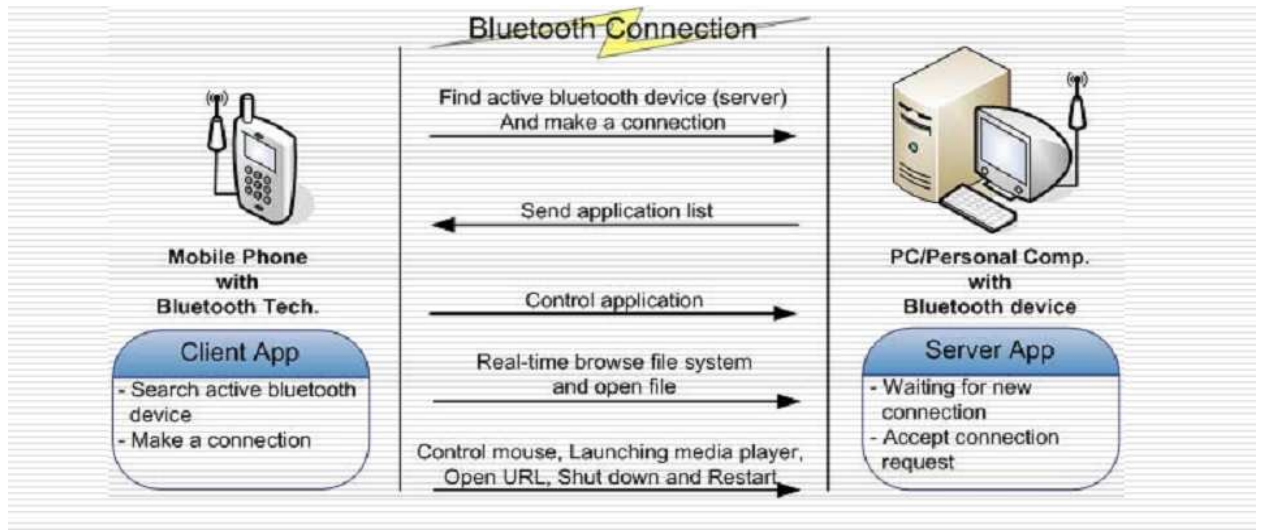 Bluetooth Connection
Find active bluetooth device (server)
And make a connection
Send application list
Mobile Phone
with
Bluetooth Tech.
PC/Personal Comp.
with
Bluetooth device
Control application
Client App
- Search active bluetooth
device
- Make a connection
Server App
- Waiting for new
connection
- Accept connection
request
Real-time browse file system
and open file
Control mouse, Launching media player,
Open URL, Shut down and Restart